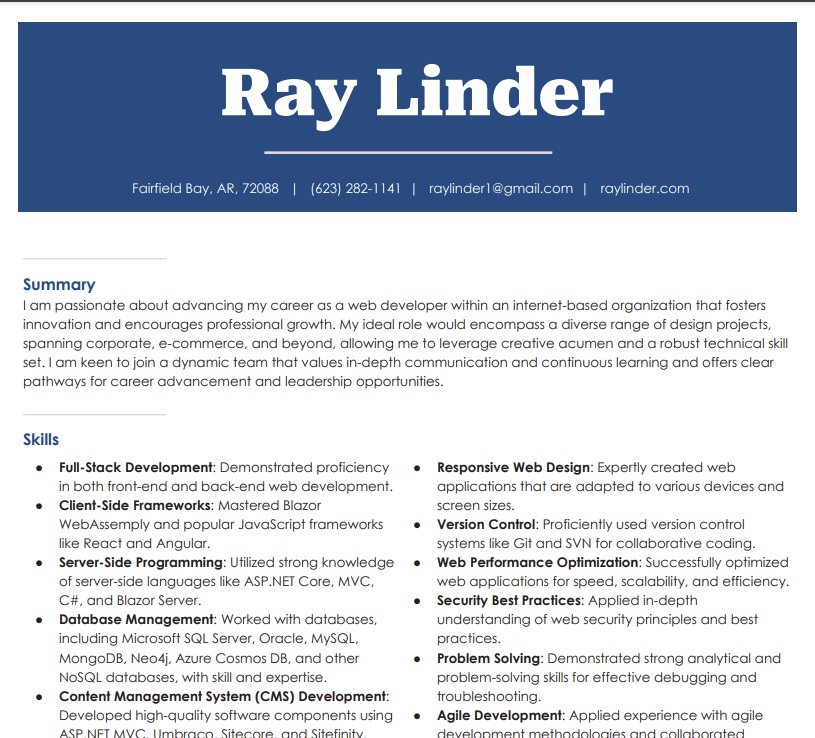 Ray Linder
Fairfield Bay, AR, 72088 | (623) 282-1141 | raylinder1@gmail.com | raylinder.com
Summary
I am passionate about advancing my career as a web developer within an internet-based organization that fosters
innovation and encourages professional growth. My ideal role would encompass a diverse range of design projects,
spanning corporate, e-commerce, and beyond, allowing me to leverage creative acumen and a robust technical skill
set. I am keen to join a dynamic team that values in-depth communication and continuous learning and offers clear
pathways for career advancement and leadership opportunities.
Skills
● Full-Stack Development: Demonstrated proficiency
in both front-end and back-end web development.
● Client-Side Frameworks: Mastered Blazor
WebAssemply and popular JavaScript frameworks
like React and Angular.
● Server-Side Programming: Utilized strong knowledge
of server-side languages like ASP.NET Core, MVC,
C#, and Blazor Server.
● Database Management: Worked with databases,
including Microsoft SQL Server, Oracle, MySQL,
MongoDB, Neo4j, Azure Cosmos DB, and other
NoSQL databases, with skill and expertise.
● Content Management System (CMS) Development:
Developed high-quality software components using
ASP.NET MVC, Umbraco, Sitecore, and Sitefinity.
● Responsive Web Design: Expertly created web
applications that are adapted to various devices and
screen sizes.
● Version Control: Proficiently used version control
systems like Git and SVN for collaborative coding.
● Web Performance Optimization: Successfully optimized
web applications for speed, scalability, and efficiency.
● Security Best Practices: Applied in-depth
understanding of web security principles and best
practices.
● Problem Solving: Demonstrated strong analytical and
problem-solving skills for effective debugging and
troubleshooting.
● Agile Development: Applied experience with agile
development methodologies and collaborated